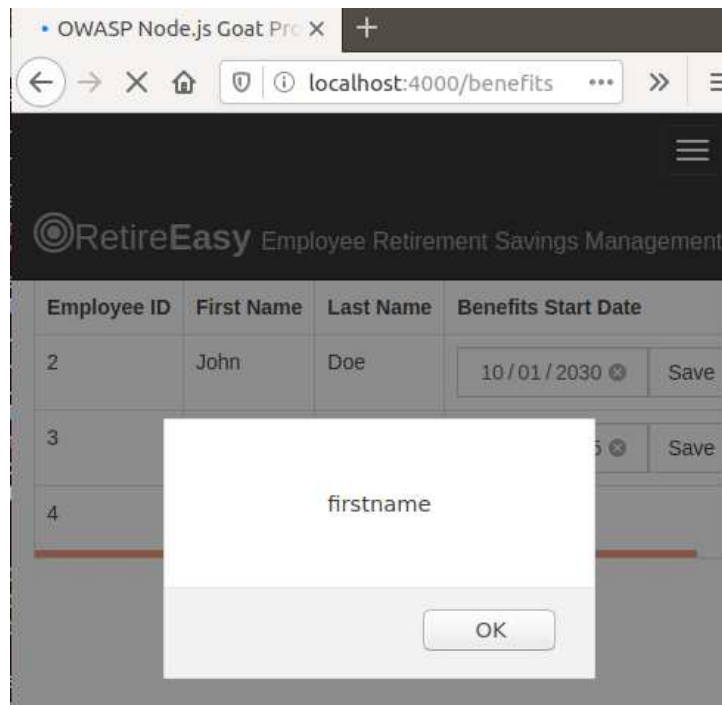 OWASP Node.js Goat Pro
localhost:4000/benefits
RetireEasy Employee Retirement Savings Management
Employee ID First Name Last Name Benefits Start Date
2 John Doe 10/01/2030 Save
3 5 Save
4
firstname
OK